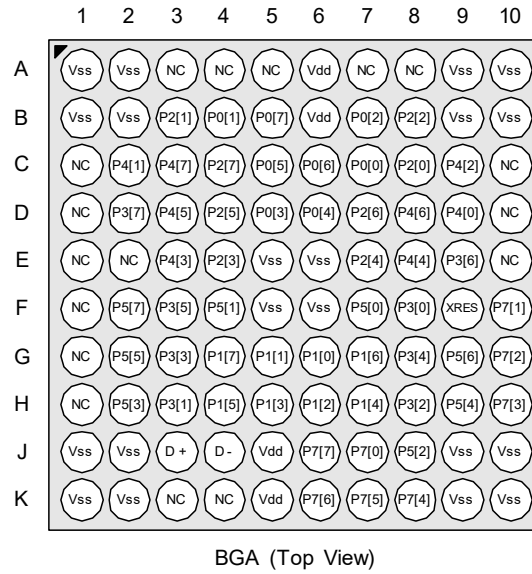 1 2 3 4 5 6 7 8 9 10
A Vss Vss NC NC NC Vdd NC NC Vss Vss
B Vss Vss P2[1] P0[1] P0[7] Vdd P0[2] P2[2] Vss Vss
C NC P4[1] P4[7] P2[7] P0[5] P0[6] P0[0] P2[0] P4[2] NC
D NC P3[7] P4[5] P2[5] P0[3] P0[4] P2[6] P4[6] P4[0] NC
E NC NC P4[3] P2[3] Vss Vss P2[4] P4[4] P3[6] NC
F NC P5[7] P3[5] P5[1] Vss Vss P5[0] P3[0] XRES P7[1]
G NC P5[5] P3[3] P1[7] P1[1] P1[0] P1[6] P3[4] P5[6] P7[2]
H NC P5[3] P3[1] P1[5] P1[3] P1[2] P1[4] P3[2] P5[4] P7[3]
J Vss Vss D + D - Vdd P7[7] P7[0] P5[2] Vss Vss
K Vss Vss NC NC Vdd P7[6] P7[5] P7[4] Vss Vss
BGA (Top View)